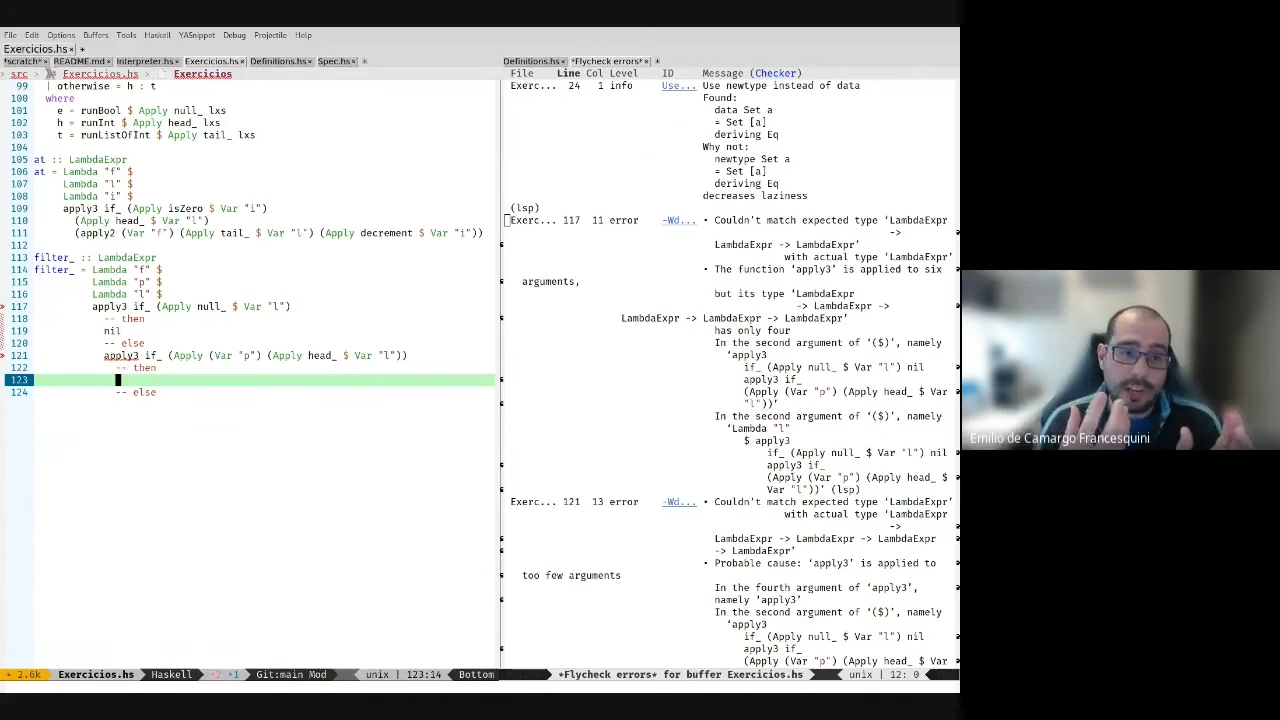 File Edit Options Buffers Tools Haskell YASnippet Debug Projectile Help
Exercicios.hs× +
*scratch*× README.md× Interpreter.hs× Exercicios.hs× Definitions.hs× Spec.hs× +
src > Exercicios.hs > Exercicios
99 | otherwise = h : t
100 where
101 e = runBool $ Apply null_ lxs
102 h = runInt $ Apply head_ lxs
103 t = runListOfInt $ Apply tail_ lxs
104
105 at :: LambdaExpr
106 at = Lambda "f" $
107 Lambda "l" $
108 Lambda "i" $
109 apply3 if_ (Apply isZero $ Var "i")
110 (Apply head_ $ Var "l")
111 (apply2 (Var "f") (Apply tail_ $ Var "l") (Apply decrement $ Var "i"))
112
113 filter_ :: LambdaExpr
114 filter_ = Lambda "f" $
115 Lambda "p" $
116 Lambda "l" $
117 apply3 if_ (Apply null_ $ Var "l")
118 -- then
119 nil
120 -- else
121 apply3 if_ (Apply (Var "p") (Apply head_ $ Var "l"))
122 -- then
123
124 -- else
2.6k Exercicios.hs Haskell •2 •1 Git:main Mod unix | 123:14 Bottom
Definitions.hs× *Flycheck errors*× +
File Line Col Level ID Message (Checker)
Exerc... 24 1 info Use... Use newtype instead of data
Found:
data Set a
= Set [a]
deriving Eq
Why not:
newtype Set a
= Set [a]
deriving Eq
decreases laziness
(lsp)
Exerc... 117 11 error -Wd... • Couldn't match expected type ‘LambdaExpr
->
LambdaExpr -> LambdaExpr’
with actual type ‘LambdaExpr’
• The function ‘apply3’ is applied to six
arguments,
but its type ‘LambdaExpr
-> LambdaExpr ->
LambdaExpr -> LambdaExpr -> LambdaExpr’
has only four
In the second argument of ‘($)’, namely
‘apply3
if_ (Apply null_ $ Var "l") nil
apply3 if_
(Apply (Var "p") (Apply head_ $ Var
"l"))’
In the second argument of ‘($)’, namely
‘Lambda "l"
$ apply3
if_ (Apply null_ $ Var "l") nil
apply3 if_
(Apply (Var "p") (Apply head_ $
Var "l"))’ (lsp)
Exerc... 121 13 error -Wd... • Couldn't match expected type ‘LambdaExpr’
with actual type ‘LambdaExpr
->
LambdaExpr -> LambdaExpr -> LambdaExpr
-> LambdaExpr’
• Probable cause: ‘apply3’ is applied to
too few arguments
In the fourth argument of ‘apply3’,
namely ‘apply3’
In the second argument of ‘($)’, namely
‘apply3
if_ (Apply null_ $ Var "l") nil
apply3 if_
(Apply (Var "p") (Apply head_ $ Var
*Flycheck errors* for buffer Exercicios.hs unix | 12: 0
Emilio de Camargo Francesquini